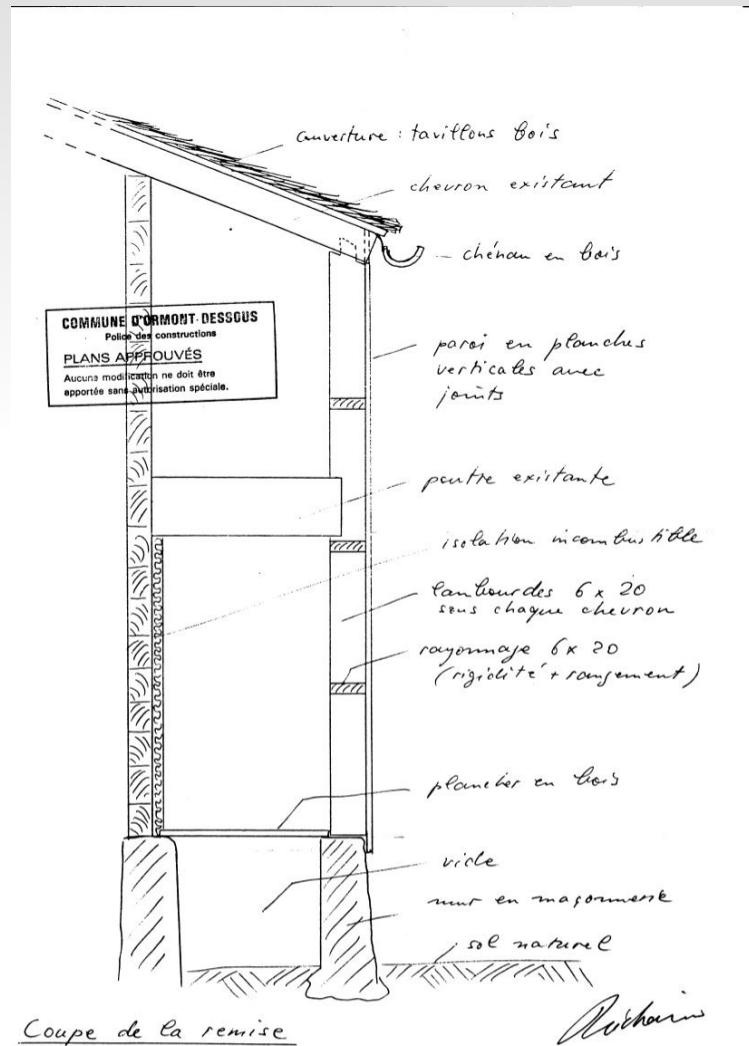 couverture : tavillons bois
chevron existant
chéneau en bois
COMMUNE D'ORMONT-DESSOUS
Police des constructions
PLANS APPROUVÉS
Aucune modification ne doit être
apportée sans autorisation spéciale.
paroi en planches
verticales avec
joints
poutre existante
isolation incombustible
lambourdes 6 x 20
sous chaque chevron
rayonnage 6 x 20
(rigidité + rangement)
plancher en bois
vide
mur en maçonnerie
sol naturel
Coupe de la remise